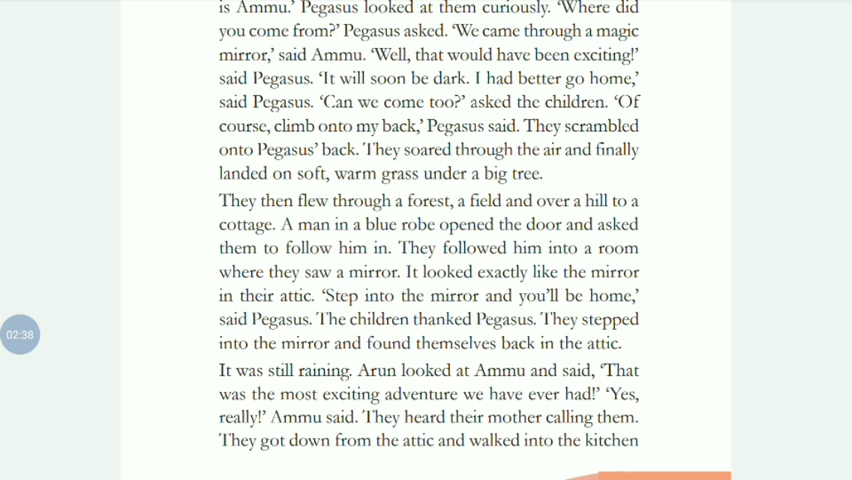 is Ammu.’ Pegasus looked at them curiously. ‘Where did
you come from?’ Pegasus asked. ‘We came through a magic
mirror,’ said Ammu. ‘Well, that would have been exciting!’
said Pegasus. ‘It will soon be dark. I had better go home,’
said Pegasus. ‘Can we come too?’ asked the children. ‘Of
course, climb onto my back,’ Pegasus said. They scrambled
onto Pegasus’ back. They soared through the air and finally
landed on soft, warm grass under a big tree.
They then flew through a forest, a field and over a hill to a
cottage. A man in a blue robe opened the door and asked
them to follow him in. They followed him into a room
where they saw a mirror. It looked exactly like the mirror
in their attic. ‘Step into the mirror and you’ll be home,’
said Pegasus. The children thanked Pegasus. They stepped
into the mirror and found themselves back in the attic.
It was still raining. Arun looked at Ammu and said, ‘That
was the most exciting adventure we have ever had!’ ‘Yes,
really!’ Ammu said. They heard their mother calling them.
They got down from the attic and walked into the kitchen
02:38